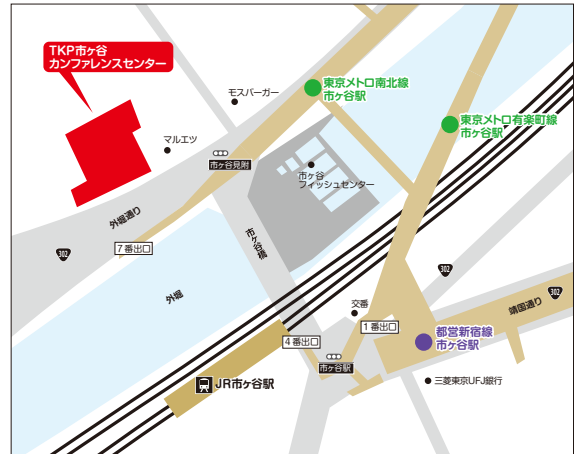 TKP市ヶ谷
カンファレンスセンター
モスバーガー
東京メトロ南北線
市ヶ谷駅
東京メトロ有楽町線
市ヶ谷駅
マルエツ
市ヶ谷見附
市ヶ谷
フィッシュセンター
外堀通り
7番出口
市ヶ谷橋
302
302
302
外堀
交番
靖国通り
1番出口
4番出口
都営新宿線
市ヶ谷駅
市ヶ谷駅
JR市ヶ谷駅
三菱東京UFJ銀行